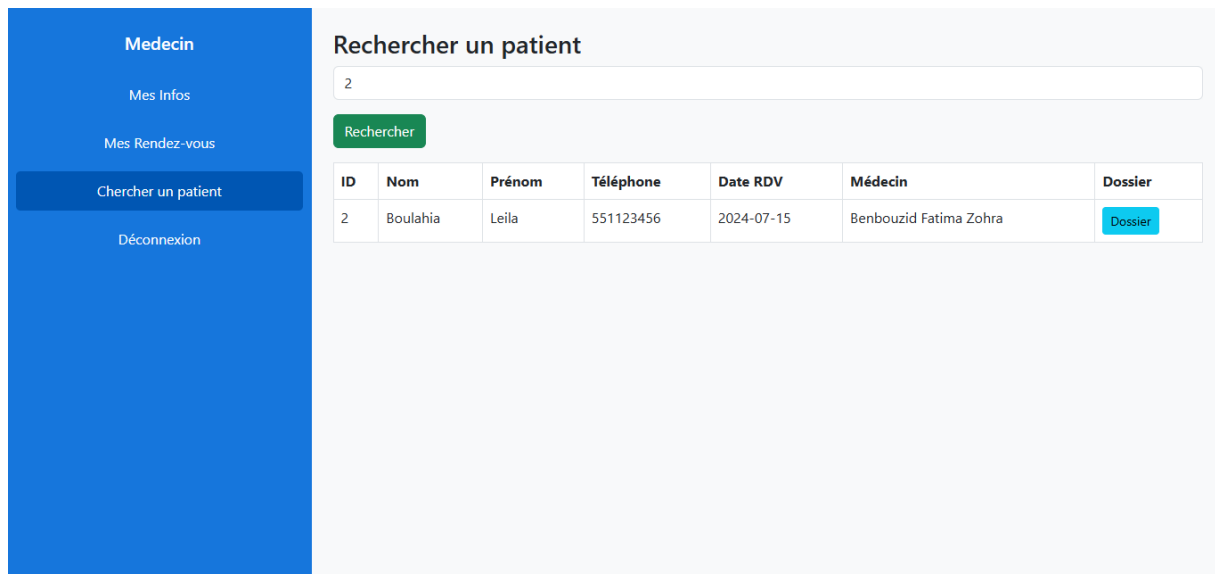 Medecin
Mes Infos
Mes Rendez-vous
Chercher un patient
Déconnexion
Rechercher un patient
2
Rechercher
ID Nom Prénom Téléphone Date RDV Médecin Dossier
2 Boulahia Leila 551123456 2024-07-15 Benbouzid Fatima Zohra Dossier